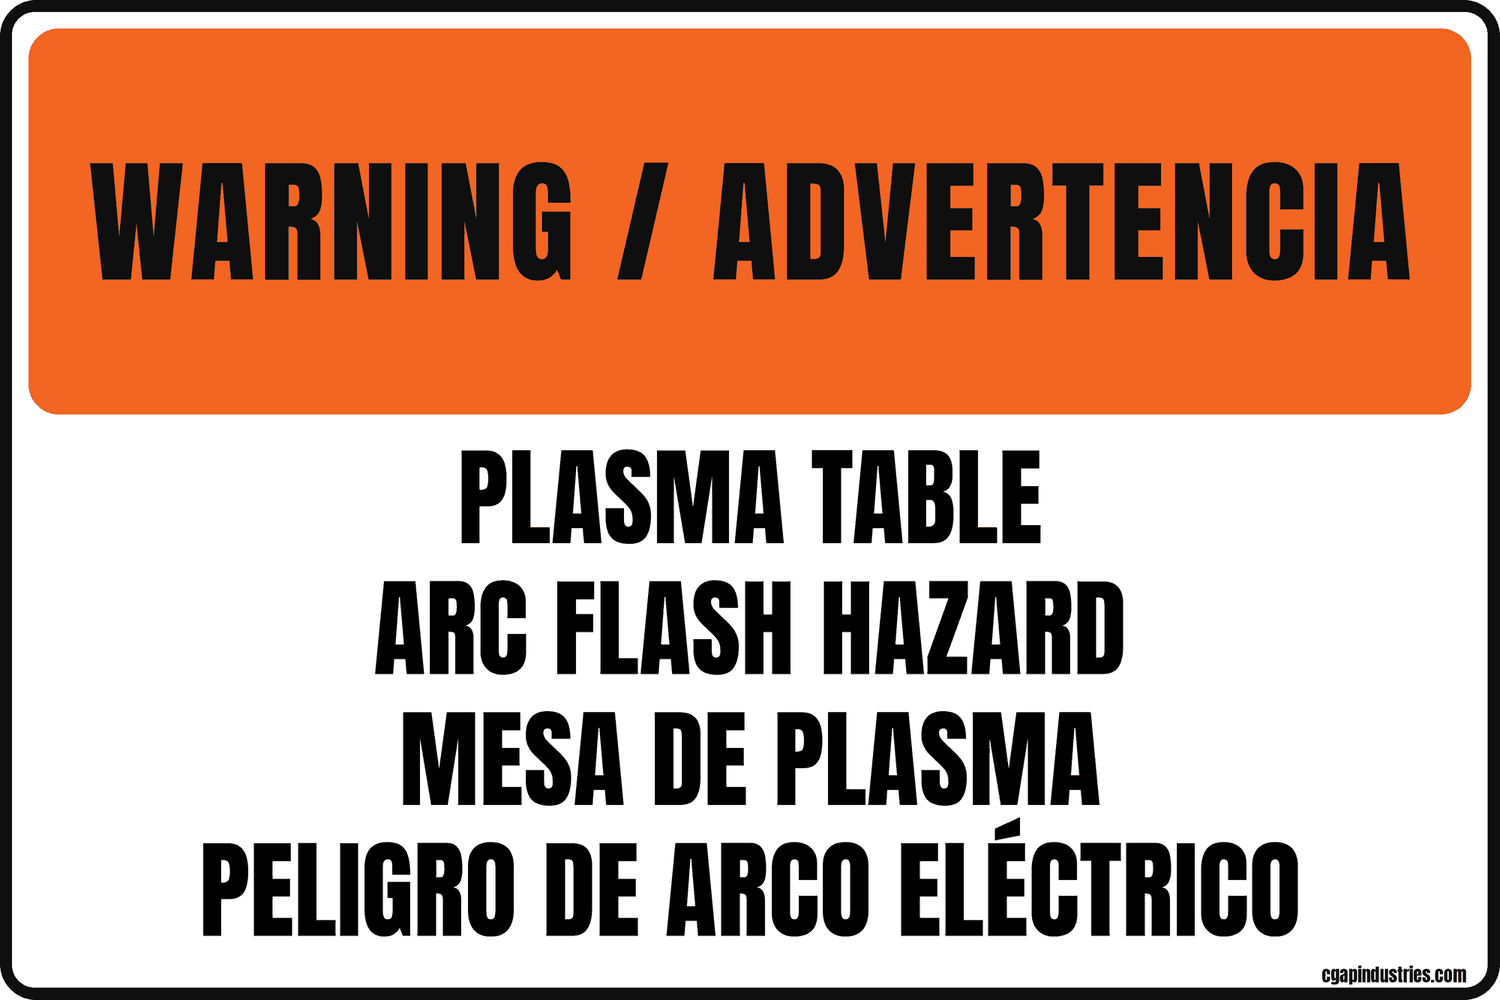 WARNING / ADVERTENCIA
PLASMA TABLE
ARC FLASH HAZARD
MESA DE PLASMA
PELIGRO DE ARCO ELÉCTRICO
cgapindustries.com